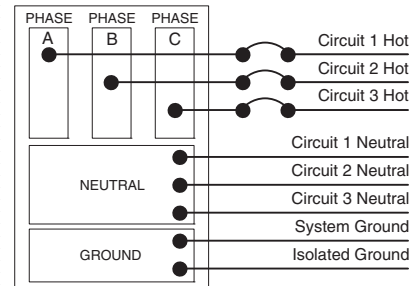 PHASE PHASE PHASE
A B C
Circuit 1 Hot
Circuit 2 Hot
Circuit 3 Hot
Circuit 1 Neutral
Circuit 2 Neutral
NEUTRAL
Circuit 3 Neutral
System Ground
GROUND
Isolated Ground